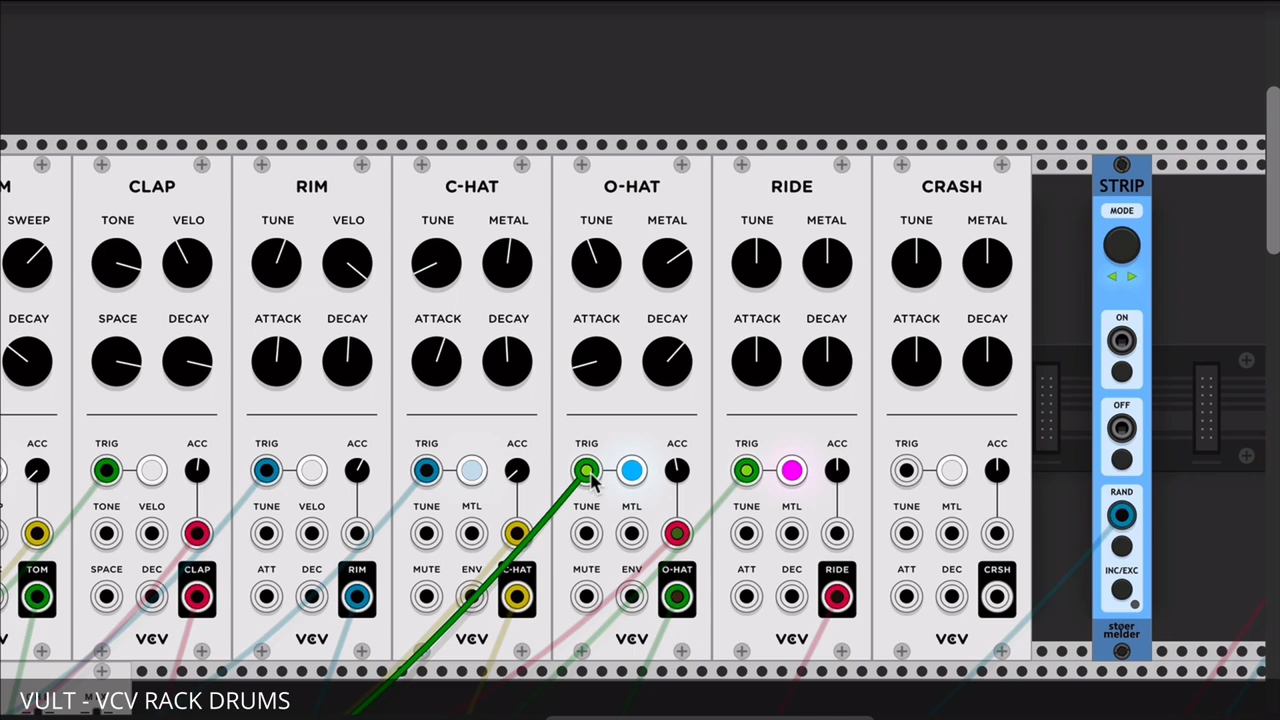 M CLAP RIM C-HAT O-HAT RIDE CRASH STRIP
MODE
SWEEP TONE VELO TUNE VELO TUNE METAL TUNE METAL TUNE METAL TUNE METAL
DECAY SPACE DECAY ATTACK DECAY ATTACK DECAY ATTACK DECAY ATTACK DECAY ATTACK DECAY
ON
OFF
ACC TRIG ACC TRIG ACC TRIG ACC TRIG ACC TRIG ACC TRIG ACC
RAND
TONE VELO TUNE VELO TUNE MTL TUNE MTL TUNE MTL TUNE MTL
TOM SPACE DEC CLAP ATT DEC RIM MUTE ENV C-HAT MUTE ENV O-HAT ATT DEC RIDE ATT DEC CRSH
INC/EXC
VCV VCV VCV VCV VCV VCV
støer
melder
VULT - VCV RACK DRUMS